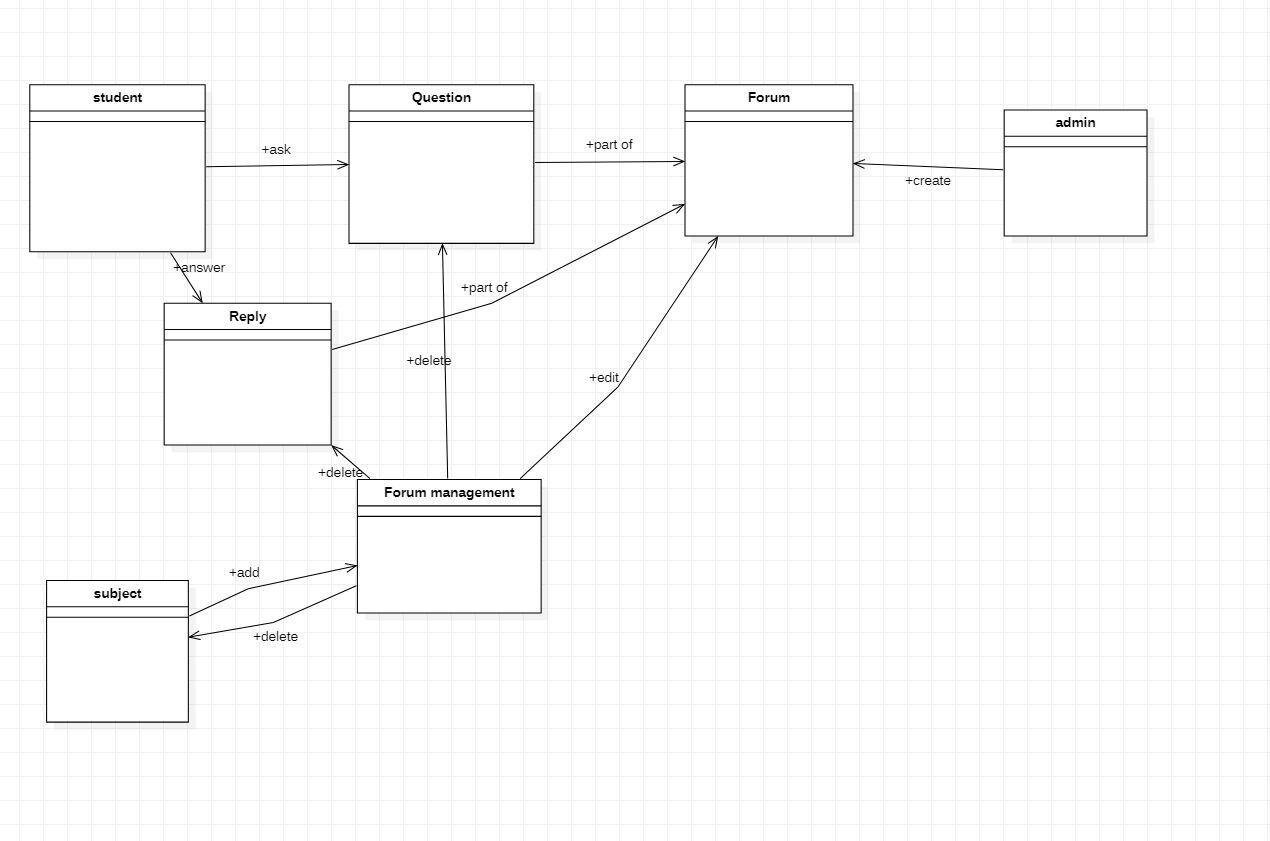 student
Question
Forum
admin
+ask
+part of
+create
+answer
+part of
Reply
+delete
+edit
+delete
Forum management
+add
subject
+delete